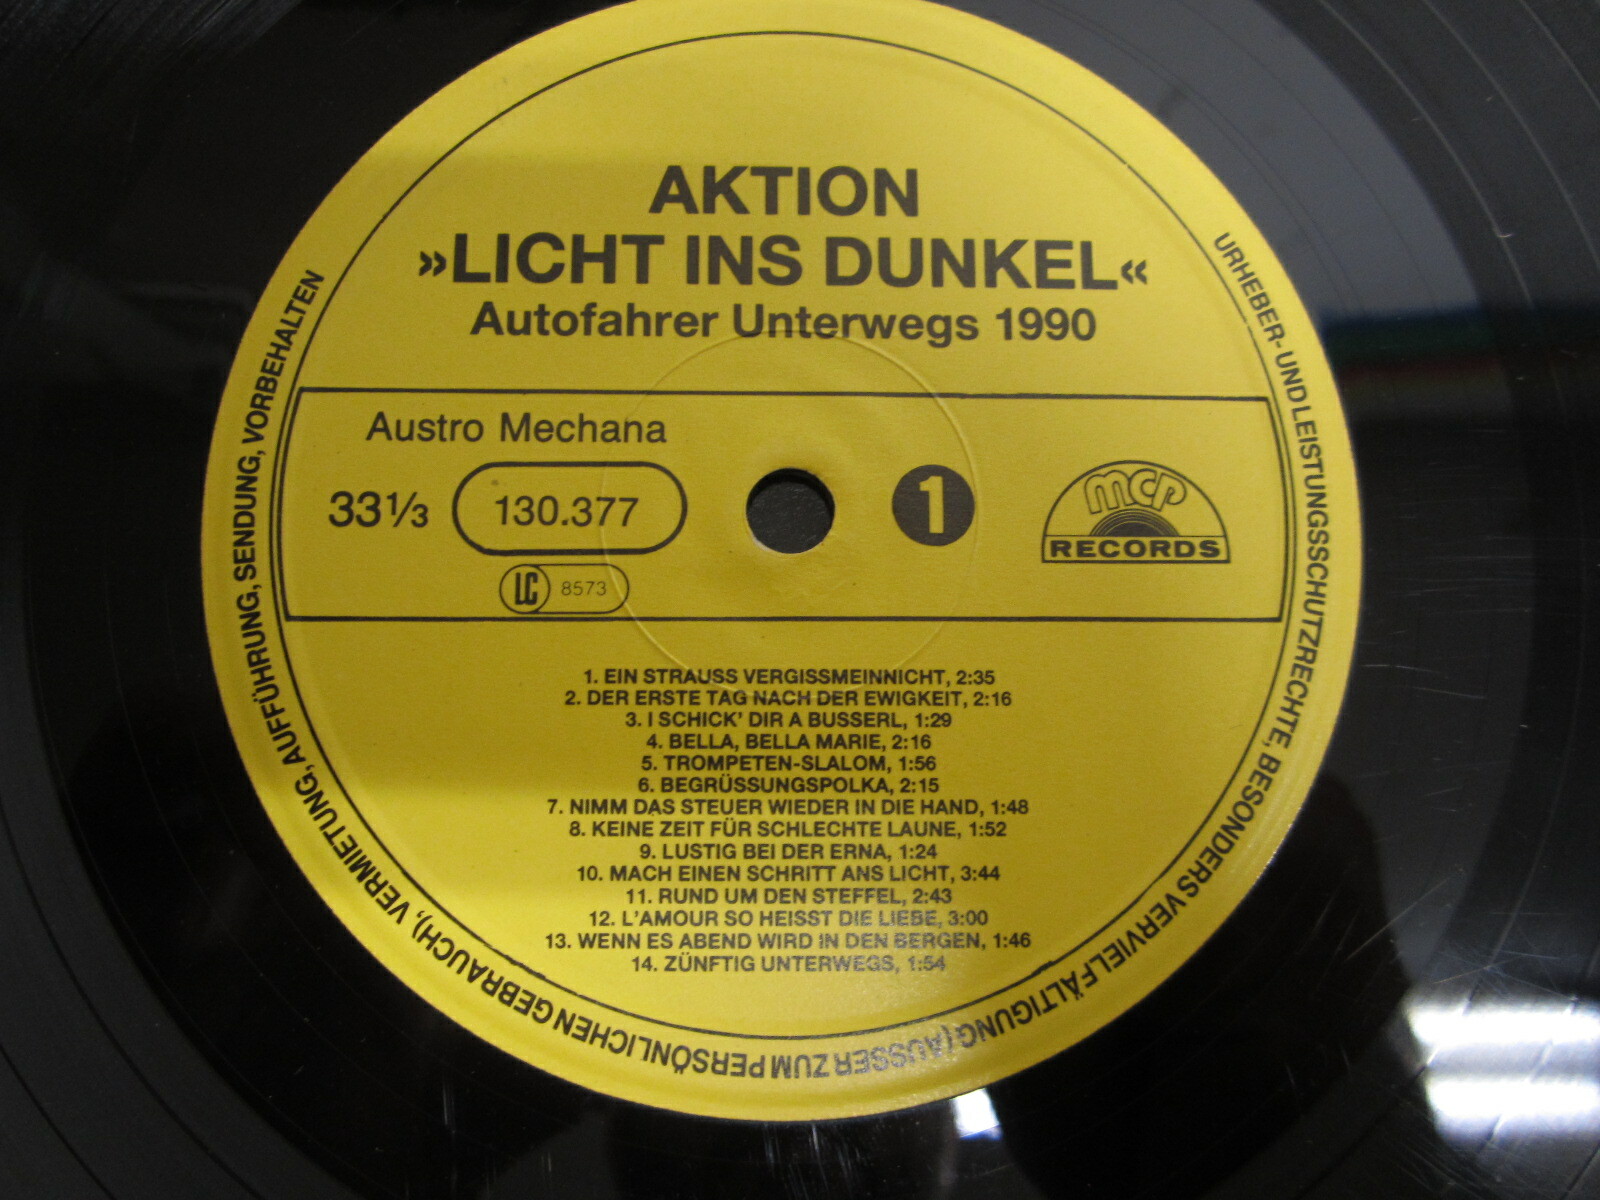 AKTION
»LICHT INS DUNKEL«
Autofahrer Unterwegs 1990
Austro Mechana
33⅓
130.377
1
mcp
RECORDS
LC 8573
1. EIN STRAUSS VERGISSMEINNICHT, 2:35
2. DER ERSTE TAG NACH DER EWIGKEIT, 2:16
3. I SCHICK' DIR A BUSSERL, 1:29
4. BELLA, BELLA MARIE, 2:16
5. TROMPETEN-SLALOM, 1:56
6. BEGRÜSSUNGSPOLKA, 2:15
7. NIMM DAS STEUER WIEDER IN DIE HAND, 1:48
8. KEINE ZEIT FÜR SCHLECHTE LAUNE, 1:52
9. LUSTIG BEI DER ERNA, 1:24
10. MACH EINEN SCHRITT ANS LICHT, 3:44
11. RUND UM DEN STEFFEL, 2:43
12. L'AMOUR SO HEISST DIE LIEBE, 3:00
13. WENN ES ABEND WIRD IN DEN BERGEN, 1:46
14. ZÜNFTIG UNTERWEGS, 1:54
URHEBER- UND LEISTUNGSSCHUTZRECHTE, BESONDERS VERVIELFÄLTIGUNG (AUSSER ZUM PERSÖNLICHEN GEBRAUCH), VERMIETUNG, AUFFÜHRUNG, SENDUNG, VORBEHALTEN